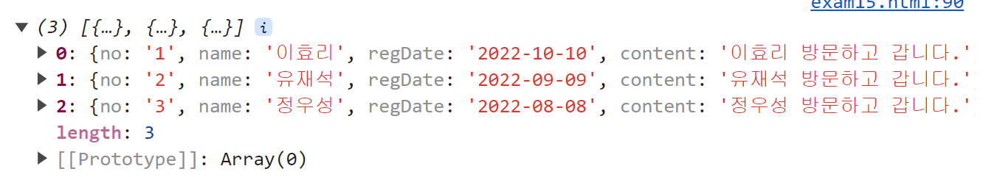 exam15.html:90
▼ (3) [{…}, {…}, {…}] i
▶ 0: {no: '1', name: '이효리', regDate: '2022-10-10', content: '이효리 방문하고 갑니다.'
▶ 1: {no: '2', name: '유재석', regDate: '2022-09-09', content: '유재석 방문하고 갑니다.'
▶ 2: {no: '3', name: '정우성', regDate: '2022-08-08', content: '정우성 방문하고 갑니다.'
length: 3
▶ [[Prototype]]: Array(0)